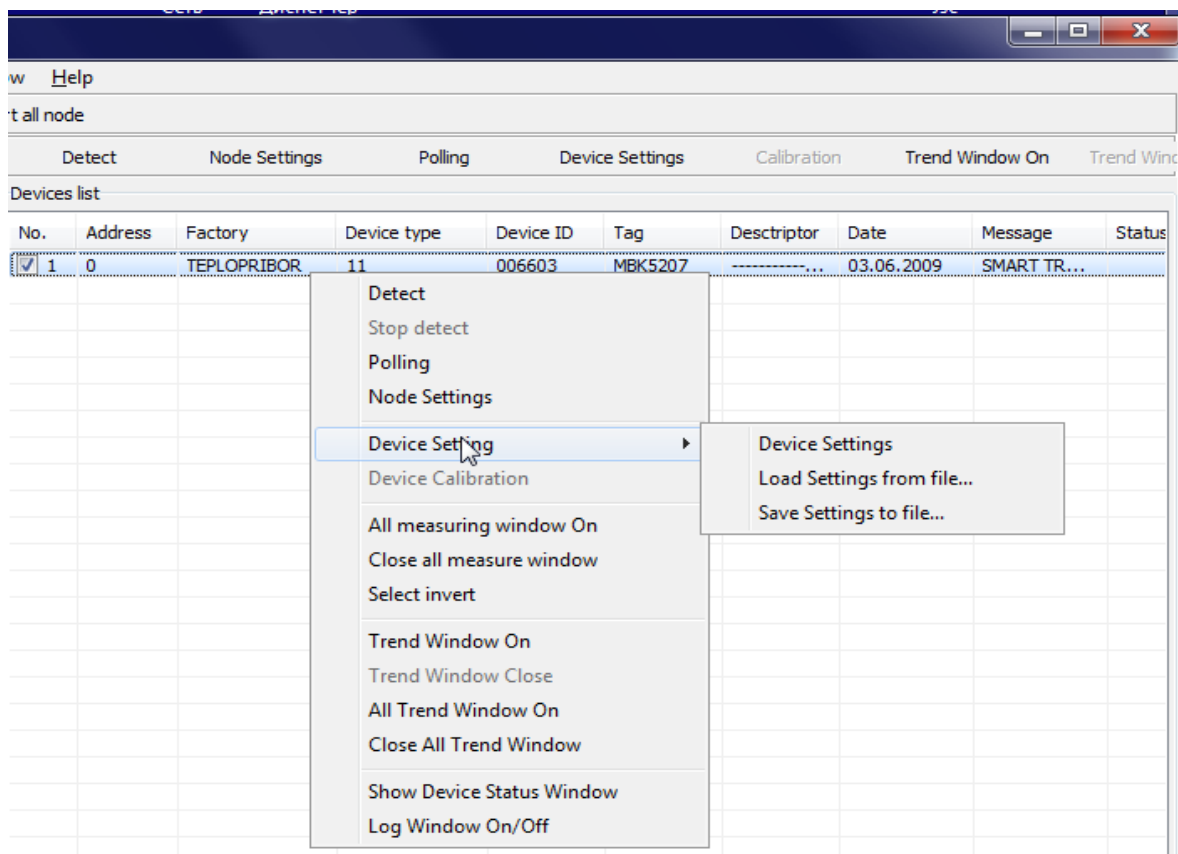 Help
rt all node
Detect Node Settings Polling Device Settings Calibration Trend Window On Trend Wind
Devices list
No. Address Factory Device type Device ID Tag Desctriptor Date Message Status
1 0 TEPLOPRIBOR 11 006603 MBK5207 -----------... 03.06.2009 SMART TR...
Detect
Stop detect
Polling
Node Settings
Device Setting
Device Settings
Device Calibration
Load Settings from file...
Save Settings to file...
All measuring window On
Close all measure window
Select invert
Trend Window On
Trend Window Close
All Trend Window On
Close All Trend Window
Show Device Status Window
Log Window On/Off